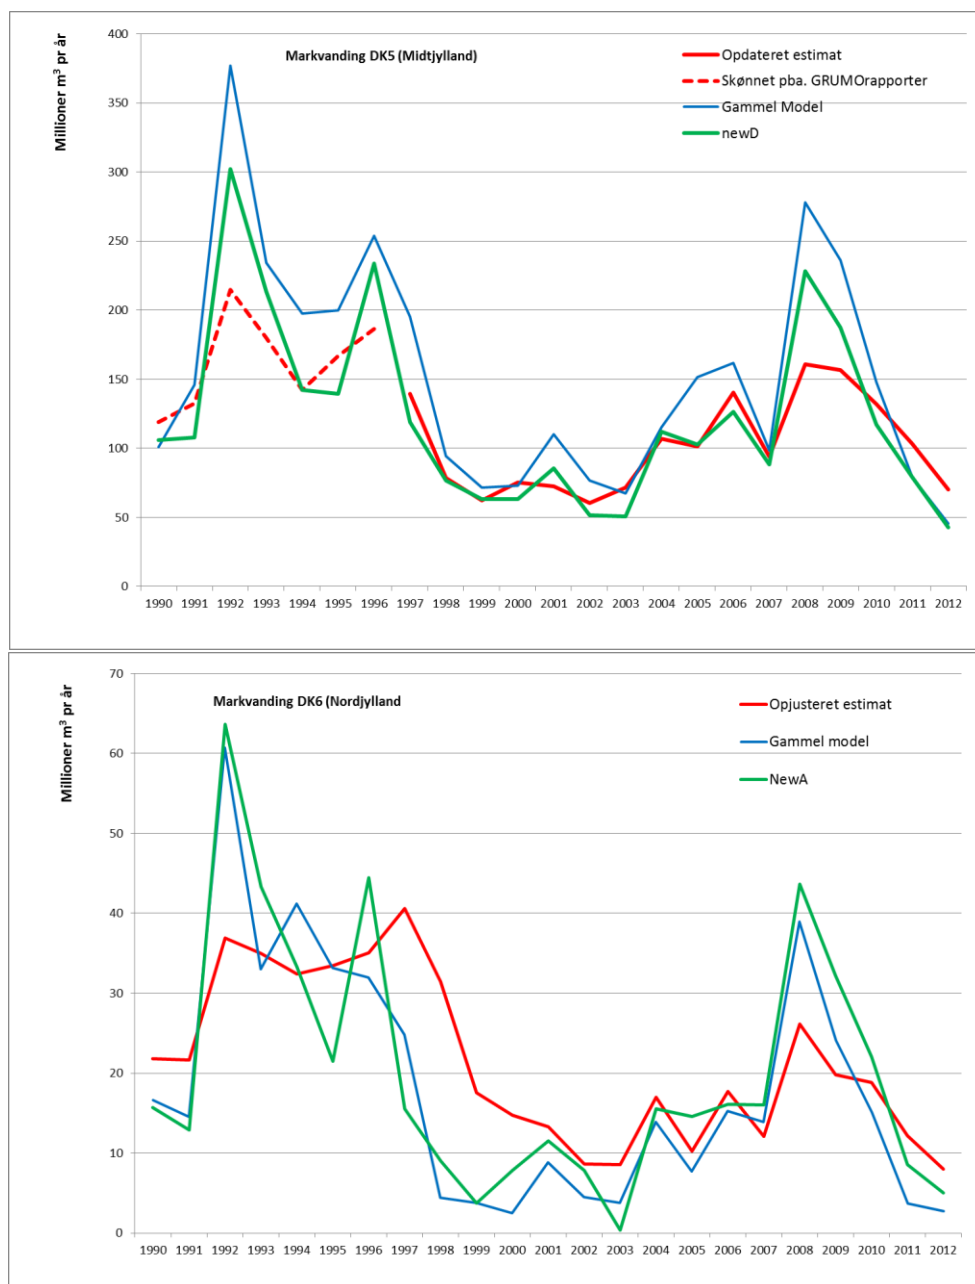 Millioner m³ pr år
Markvanding DK5 (Midtjylland)
Opdateret estimat
Skønnet pba. GRUMOrapporter
Gammel Model
newD
400
350
300
250
200
150
100
50
0
1990 1991 1992 1993 1994 1995 1996 1997 1998 1999 2000 2001 2002 2003 2004 2005 2006 2007 2008 2009 2010 2011 2012
Millioner m³ pr år
Markvanding DK6 (Nordjylland
Opjusteret estimat
Gammel model
NewA
70
60
50
40
30
20
10
0
1990 1991 1992 1993 1994 1995 1996 1997 1998 1999 2000 2001 2002 2003 2004 2005 2006 2007 2008 2009 2010 2011 2012